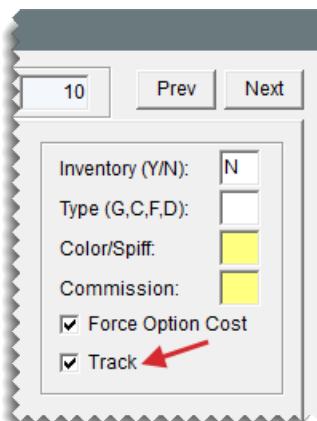 10 Prev Next
Inventory (Y/N): N
Type (G,C,F,D):
Color/Spiff:
Commission:
Force Option Cost
Track